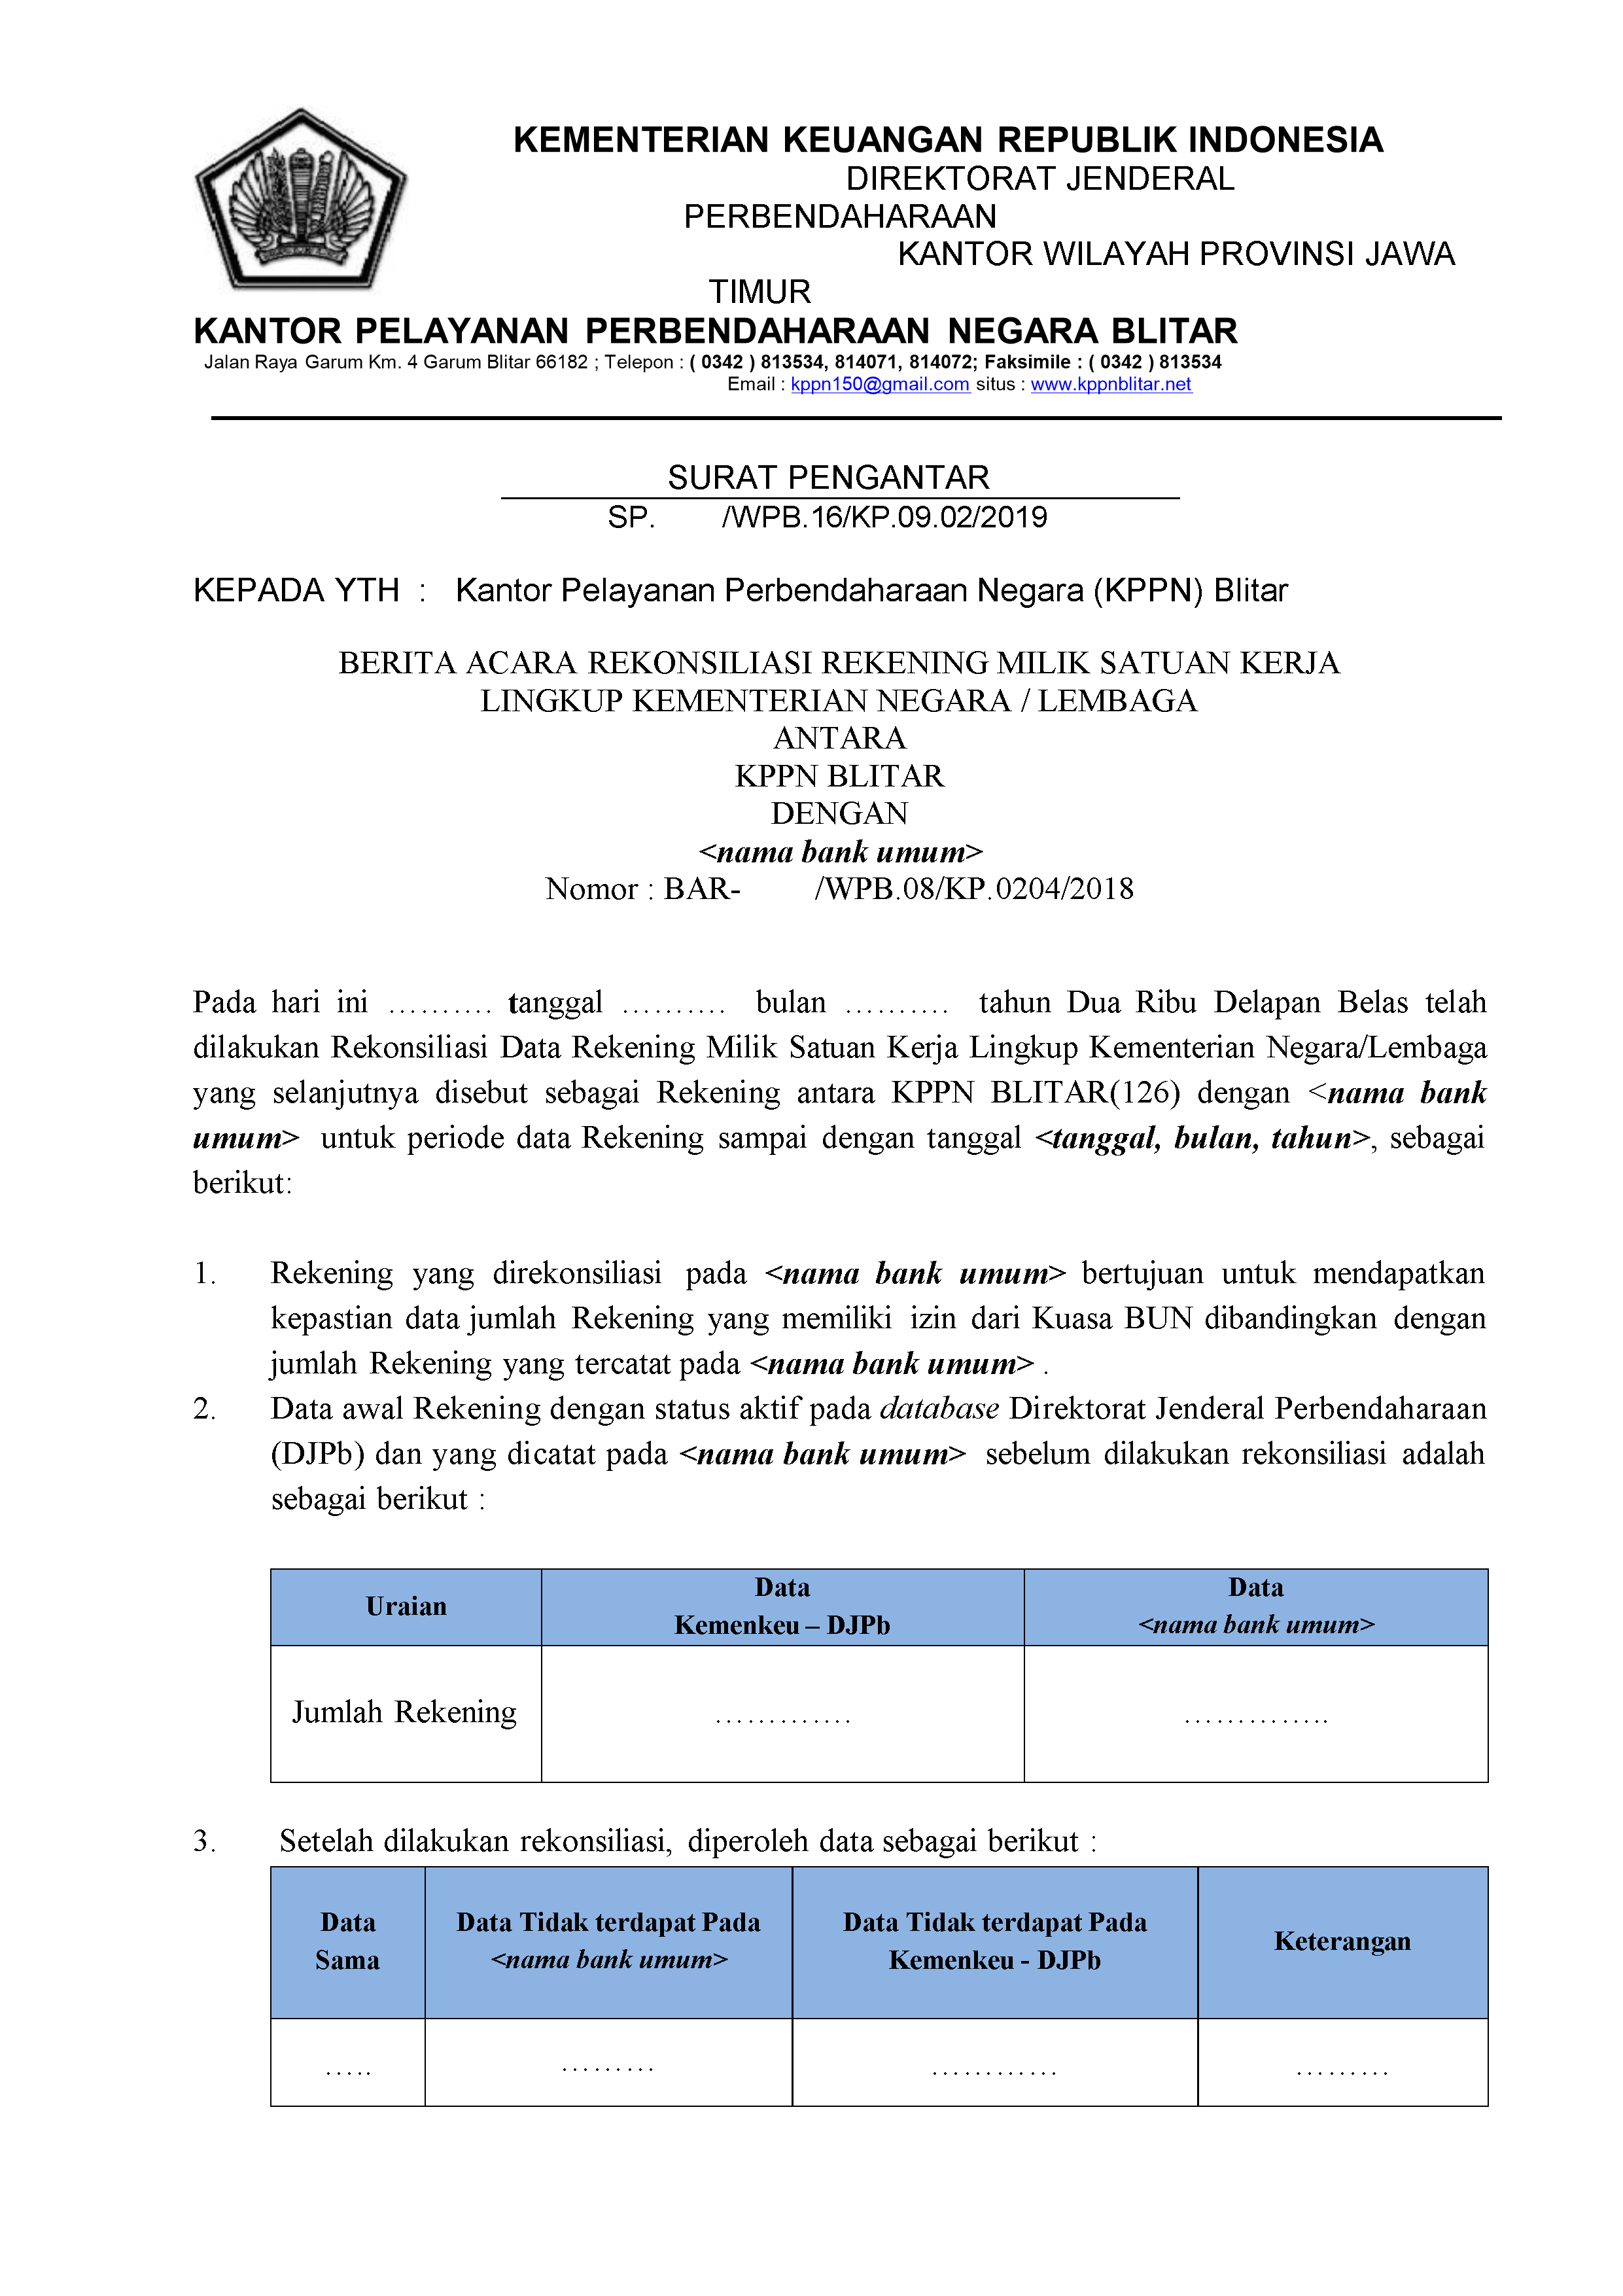 KEMENTERIAN KEUANGAN REPUBLIK INDONESIA
DIREKTORAT JENDERAL
PERBENDAHARAAN
KANTOR WILAYAH PROVINSI JAWA
TIMUR
KANTOR PELAYANAN PERBENDAHARAAN NEGARA BLITAR
Jalan Raya Garum Km. 4 Garum Blitar 66182 ; Telepon : ( 0342 ) 813534, 814071, 814072; Faksimile : ( 0342 ) 813534
Email : kppn150@gmail.com situs : www.kppnblitar.net
SURAT PENGANTAR
SP. /WPB.16/KP.09.02/2019
KEPADA YTH : Kantor Pelayanan Perbendaharaan Negara (KPPN) Blitar
BERITA ACARA REKONSILIASI REKENING MILIK SATUAN KERJA
LINGKUP KEMENTERIAN NEGARA / LEMBAGA
ANTARA
KPPN BLITAR
DENGAN
<nama bank umum>
Nomor : BAR- /WPB.08/KP.0204/2018
Pada hari ini ………. tanggal ………. bulan ………. tahun Dua Ribu Delapan Belas telah
dilakukan Rekonsiliasi Data Rekening Milik Satuan Kerja Lingkup Kementerian Negara/Lembaga
yang selanjutnya disebut sebagai Rekening antara KPPN BLITAR(126) dengan <nama bank
umum> untuk periode data Rekening sampai dengan tanggal <tanggal, bulan, tahun>, sebagai
berikut:
1. Rekening yang direkonsiliasi pada <nama bank umum> bertujuan untuk mendapatkan
kepastian data jumlah Rekening yang memiliki izin dari Kuasa BUN dibandingkan dengan
jumlah Rekening yang tercatat pada <nama bank umum> .
2. Data awal Rekening dengan status aktif pada database Direktorat Jenderal Perbendaharaan
(DJPb) dan yang dicatat pada <nama bank umum> sebelum dilakukan rekonsiliasi adalah
sebagai berikut :
Uraian
Data
Kemenkeu – DJPb
Data
<nama bank umum>
Jumlah Rekening
………….
…………..
3. Setelah dilakukan rekonsiliasi, diperoleh data sebagai berikut :
Data
Sama
Data Tidak terdapat Pada
<nama bank umum>
Data Tidak terdapat Pada
Kemenkeu - DJPb
Keterangan
…..
………
…………
………